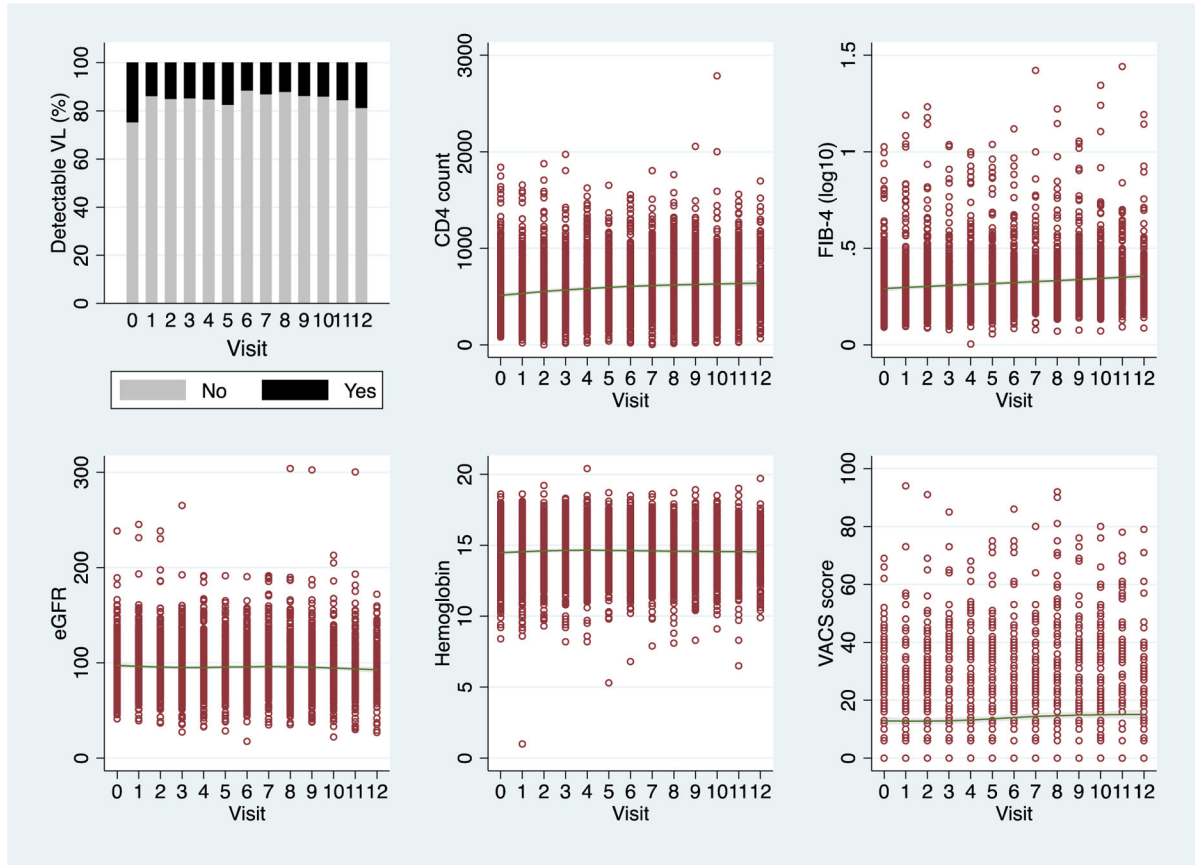 Detectable VL (%)
100
80
60
40
20
0
0 1 2 3 4 5 6 7 8 9 10 11 12
Visit
No Yes
CD4 count
3000
2000
1000
0
0 1 2 3 4 5 6 7 8 9 10 11 12
Visit
FIB-4 (log10)
1.5
1
.5
0
0 1 2 3 4 5 6 7 8 9 10 11 12
Visit
eGFR
300
200
100
0
0 1 2 3 4 5 6 7 8 9 10 11 12
Visit
Hemoglobin
20
15
10
5
0
0 1 2 3 4 5 6 7 8 9 10 11 12
Visit
VACS score
100
80
60
40
20
0
0 1 2 3 4 5 6 7 8 9 10 11 12
Visit